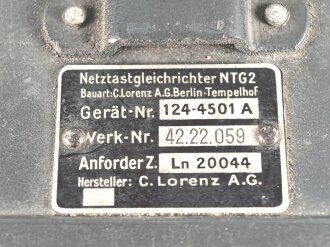 Netztastgleichrichter NTG2
Bauart: C.Lorenz A.G.Berlin-Tempelhof
Gerät-Nr. 124-4501 A
Werk-Nr. 42.22.059
Anforder Z. Ln 20044
Hersteller: C. Lorenz A.G.